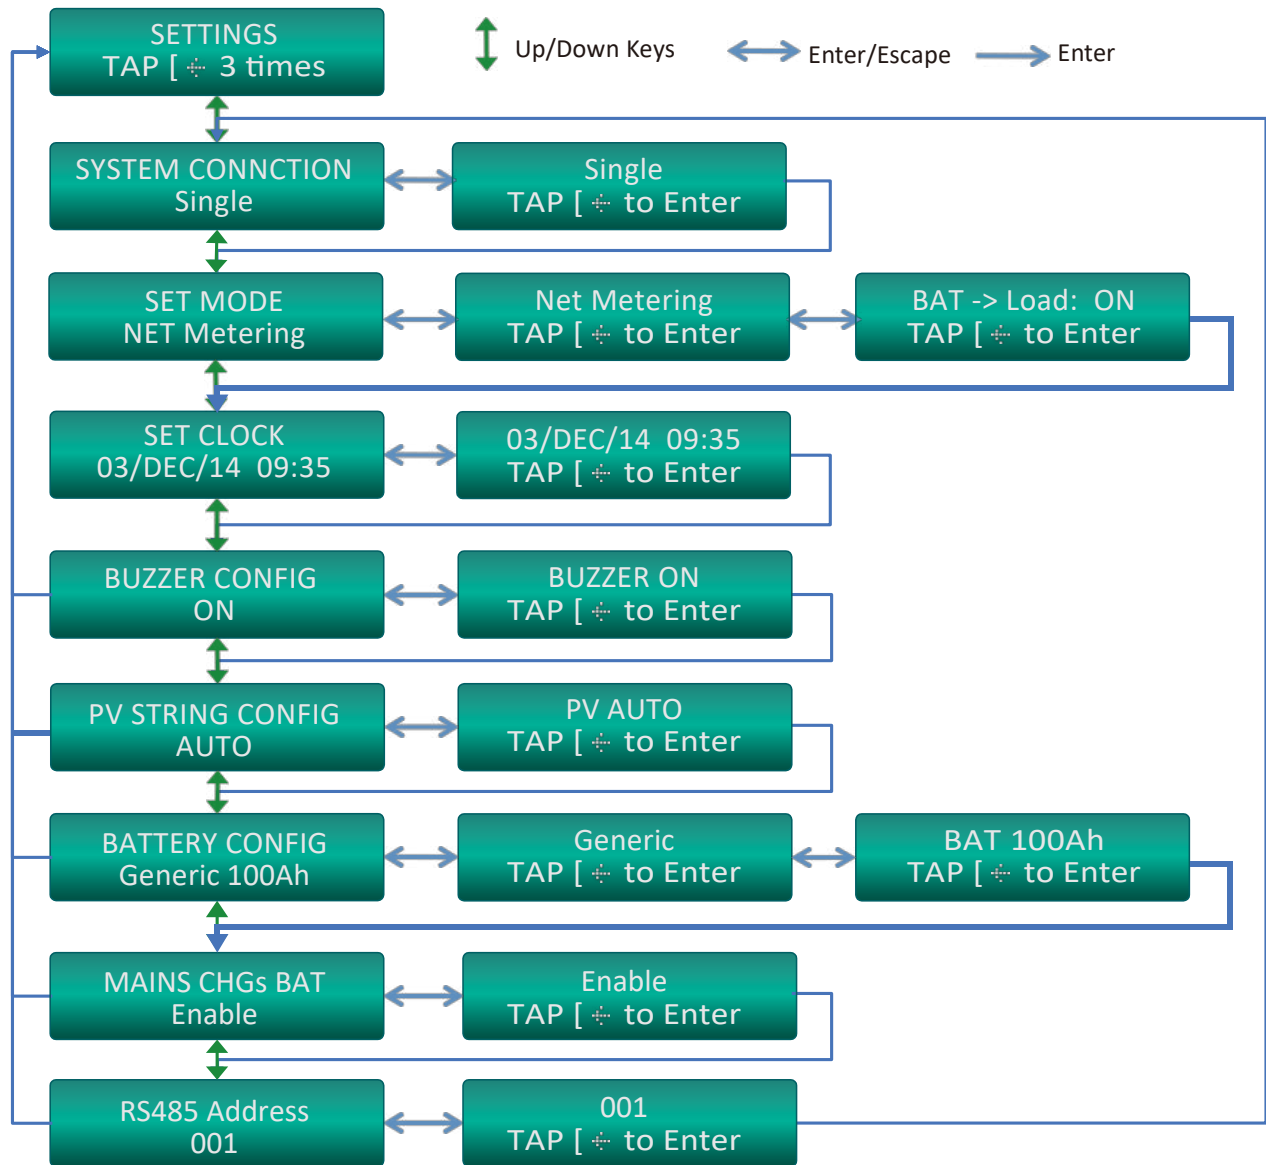 SETTINGS
TAP [ 3 times
Up/Down Keys
Enter/Escape
Enter
SYSTEM CONNCTION
Single
Single
TAP [ to Enter
SET MODE
NET Metering
Net Metering
TAP [ to Enter
BAT -> Load: ON
TAP [ to Enter
SET CLOCK
03/DEC/14 09:35
03/DEC/14 09:35
TAP [ to Enter
BUZZER CONFIG
ON
BUZZER ON
TAP [ to Enter
PV STRING CONFIG
AUTO
PV AUTO
TAP [ to Enter
BATTERY CONFIG
Generic 100Ah
Generic
TAP [ to Enter
BAT 100Ah
TAP [ to Enter
MAINS CHGs BAT
Enable
Enable
TAP [ to Enter
RS485 Address
001
001
TAP [ to Enter